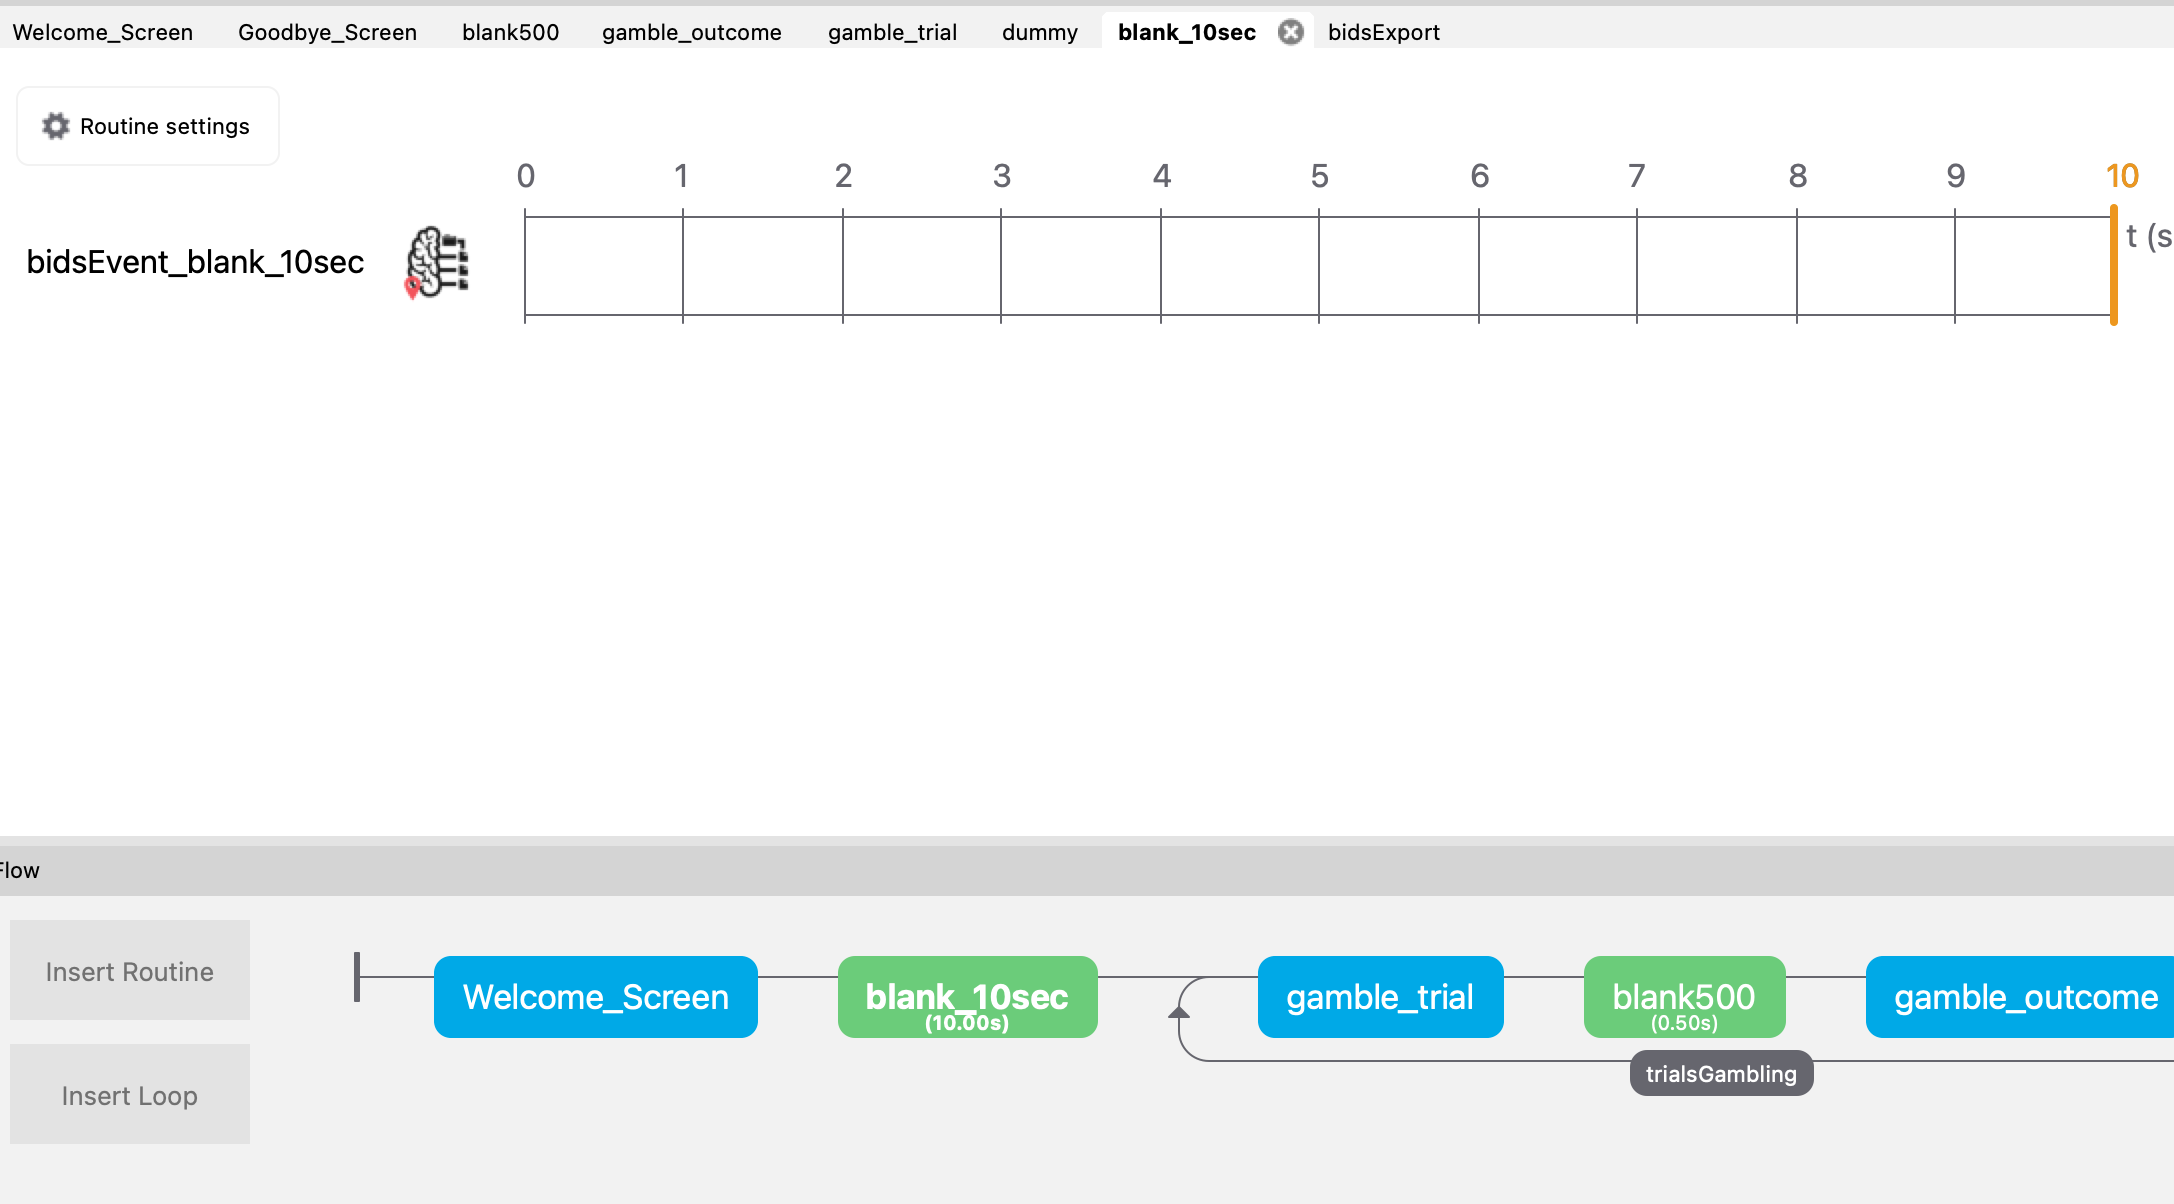 Welcome_Screen Goodbye_Screen blank500 gamble_outcome gamble_trial dummy blank_10sec bidsExport
Routine settings
0 1 2 3 4 5 6 7 8 9 10
t (s
bidsEvent_blank_10sec
Flow
Insert Routine
Insert Loop
Welcome_Screen
blank_10sec
(10.00s)
gamble_trial
blank500
(0.50s)
gamble_outcome
trialsGambling